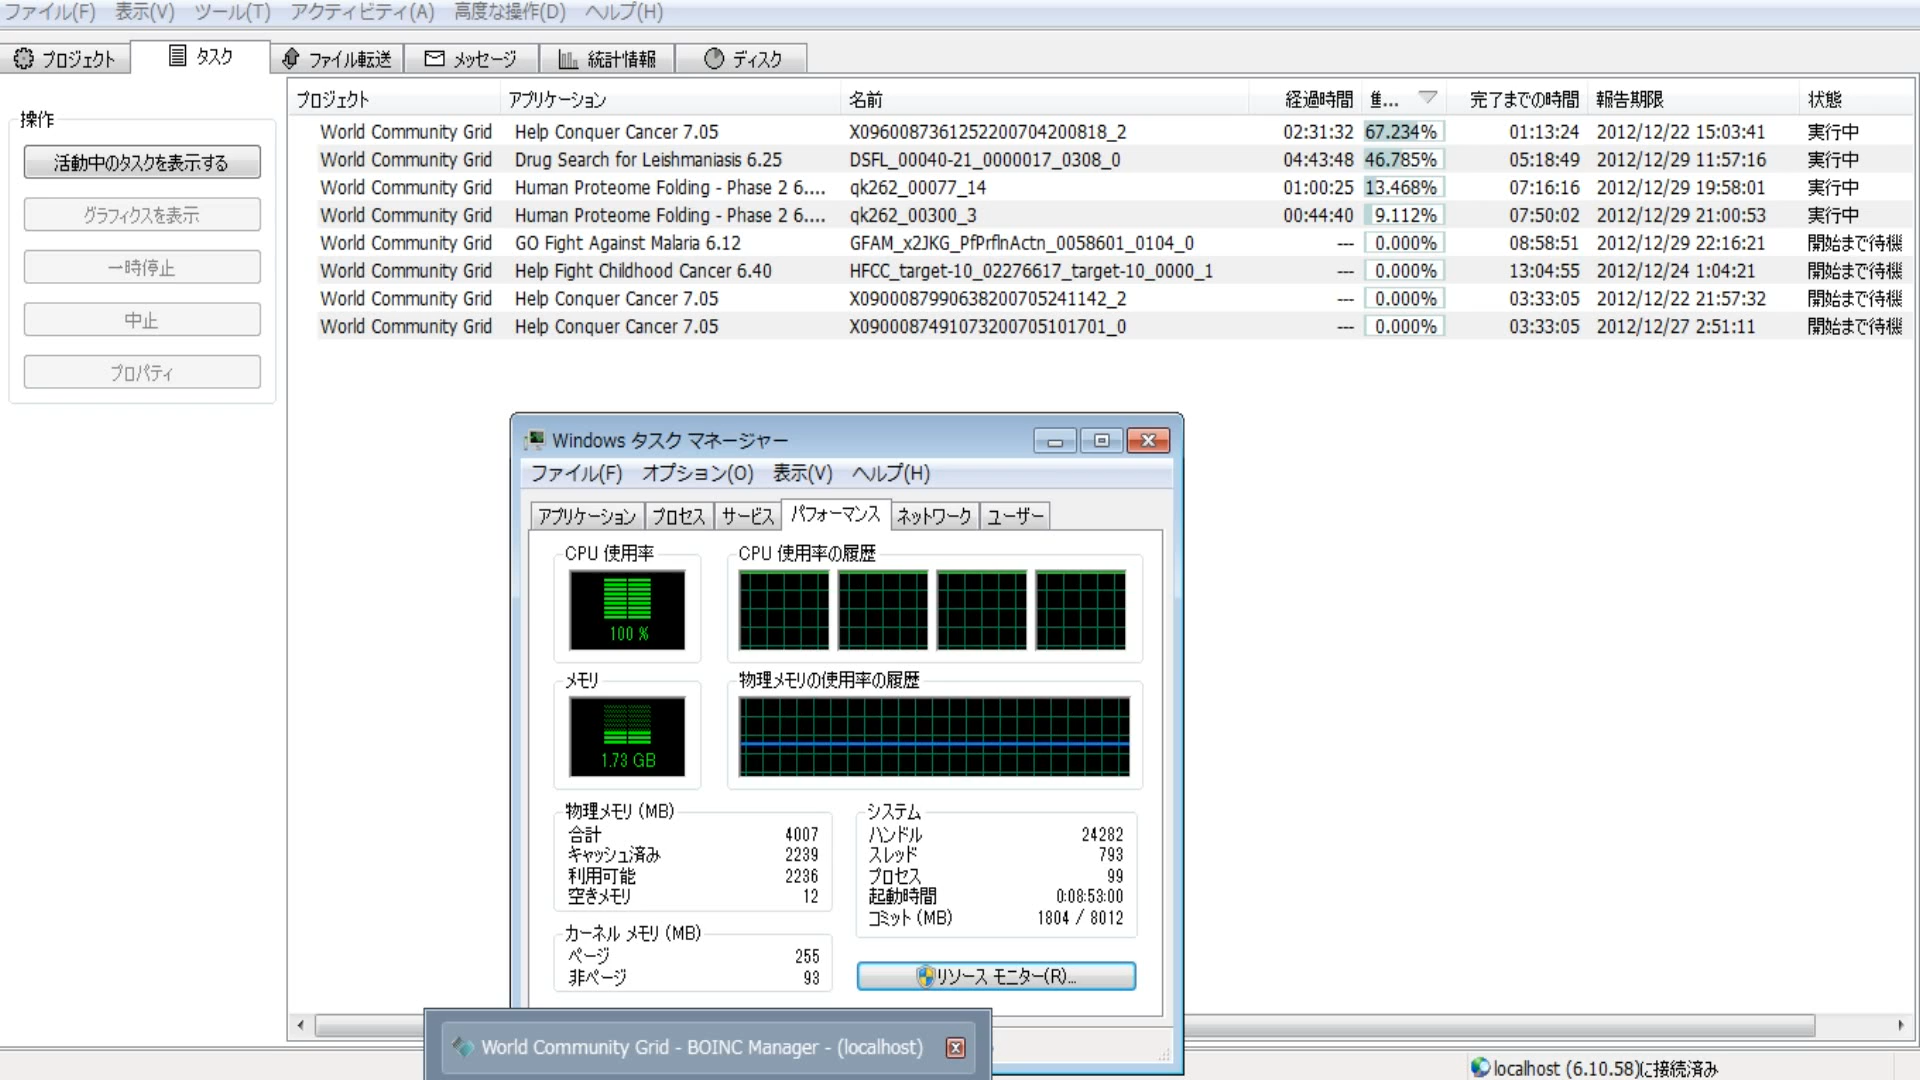 ファイル(F) 表示(V) ツール(T) アクティビティ(A) 高度な操作(D) ヘルプ(H)
プロジェクト タスク ファイル転送 メッセージ 統計情報 ディスク
操作
活動中のタスクを表示する
グラフィクスを表示
一時停止
中止
プロパティ
プロジェクト アプリケーション 名前 経過時間 進... 完了までの時間 報告期限 状態
World Community Grid Help Conquer Cancer 7.05 X0960087361252200704200818_2 02:31:32 67.234% 01:13:24 2012/12/22 15:03:41 実行中
World Community Grid Drug Search for Leishmaniasis 6.25 DSFL_00040-21_0000017_0308_0 04:43:48 46.785% 05:18:49 2012/12/29 11:57:16 実行中
World Community Grid Human Proteome Folding - Phase 2 6.... qk262_00077_14 01:00:25 13.468% 07:16:16 2012/12/29 19:58:01 実行中
World Community Grid Human Proteome Folding - Phase 2 6.... qk262_00300_3 00:44:40 9.112% 07:50:02 2012/12/29 21:00:53 実行中
World Community Grid GO Fight Against Malaria 6.12 GFAM_x2JKG_PfPrflnActn_0058601_0104_0 --- 0.000% 08:58:51 2012/12/29 22:16:21 開始まで待機
World Community Grid Help Fight Childhood Cancer 6.40 HFCC_target-10_02276617_target-10_0000_1 --- 0.000% 13:04:55 2012/12/24 1:04:21 開始まで待機
World Community Grid Help Conquer Cancer 7.05 X0900087990638200705241142_2 --- 0.000% 03:33:05 2012/12/22 21:57:32 開始まで待機
World Community Grid Help Conquer Cancer 7.05 X0900087491073200705101701_0 --- 0.000% 03:33:05 2012/12/27 2:51:11 開始まで待機
Windows タスク マネージャー
ファイル(F) オプション(O) 表示(V) ヘルプ(H)
アプリケーション プロセス サービス パフォーマンス ネットワーク ユーザー
CPU 使用率 CPU 使用率の履歴
100 %
メモリ 物理メモリの使用率の履歴
1.73 GB
物理メモリ (MB)
合計 4007
キャッシュ済み 2239
利用可能 2236
空きメモリ 12
カーネル メモリ (MB)
ページ 255
非ページ 93
システム
ハンドル 24282
スレッド 793
プロセス 99
起動時間 0:08:53:00
コミット (MB) 1804 / 8012
リソース モニター(R)...
World Community Grid - BOINC Manager - (localhost)
localhost (6.10.58)に接続済み